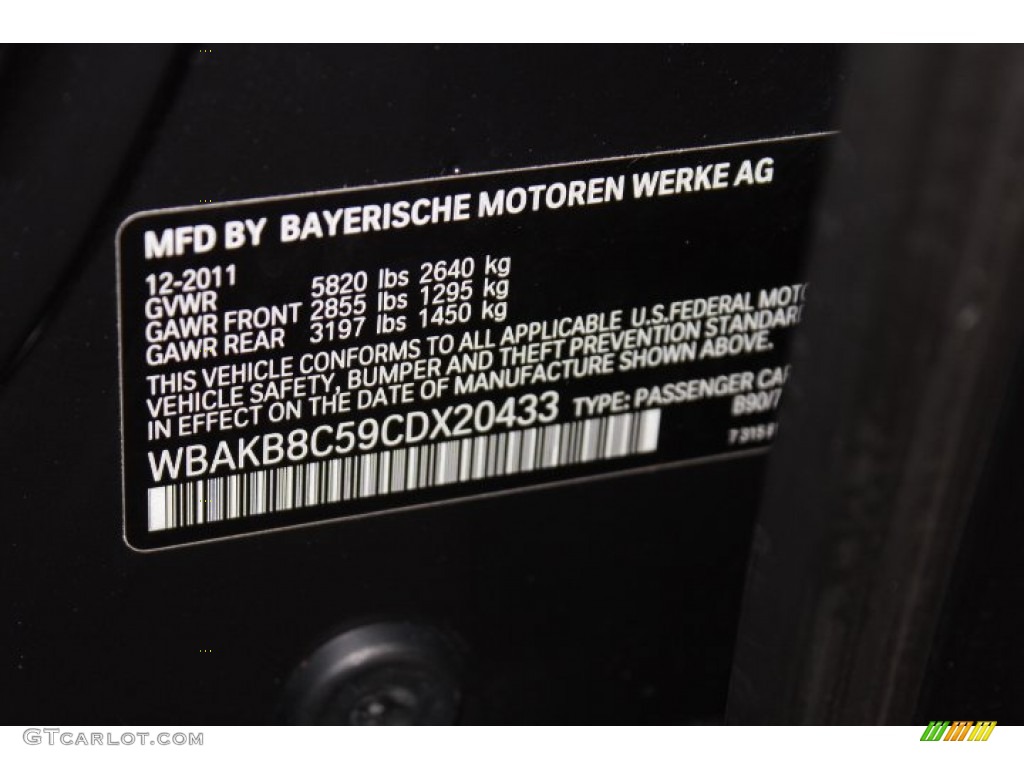 MFD BY BAYERISCHE MOTOREN WERKE AG
12-2011
GVWR 5820 lbs 2640 kg
GAWR FRONT 2855 lbs 1295 kg
GAWR REAR 3197 lbs 1450 kg
THIS VEHICLE CONFORMS TO ALL APPLICABLE U.S.FEDERAL
VEHICLE SAFETY, BUMPER AND THEFT PREVENTION
IN EFFECT ON THE DATE OF MANUFACTURE SHOWN ABOVE.
WBAKB8C59CDX20433 TYPE: PASSENGER
GTCARLOT.COM